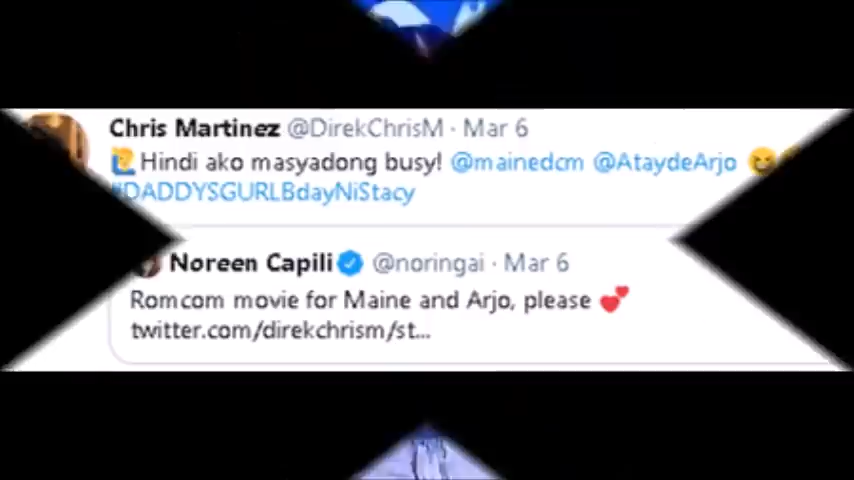 Chris Martinez @DirekChrisM · Mar 6
Hindi ako masyadong busy! @mainedcm @AtaydeArjo
#DADDYSGURLBdayNiStacy
Noreen Capili @noringai · Mar 6
Romcom movie for Maine and Arjo, please
twitter.com/direkchrism/st...